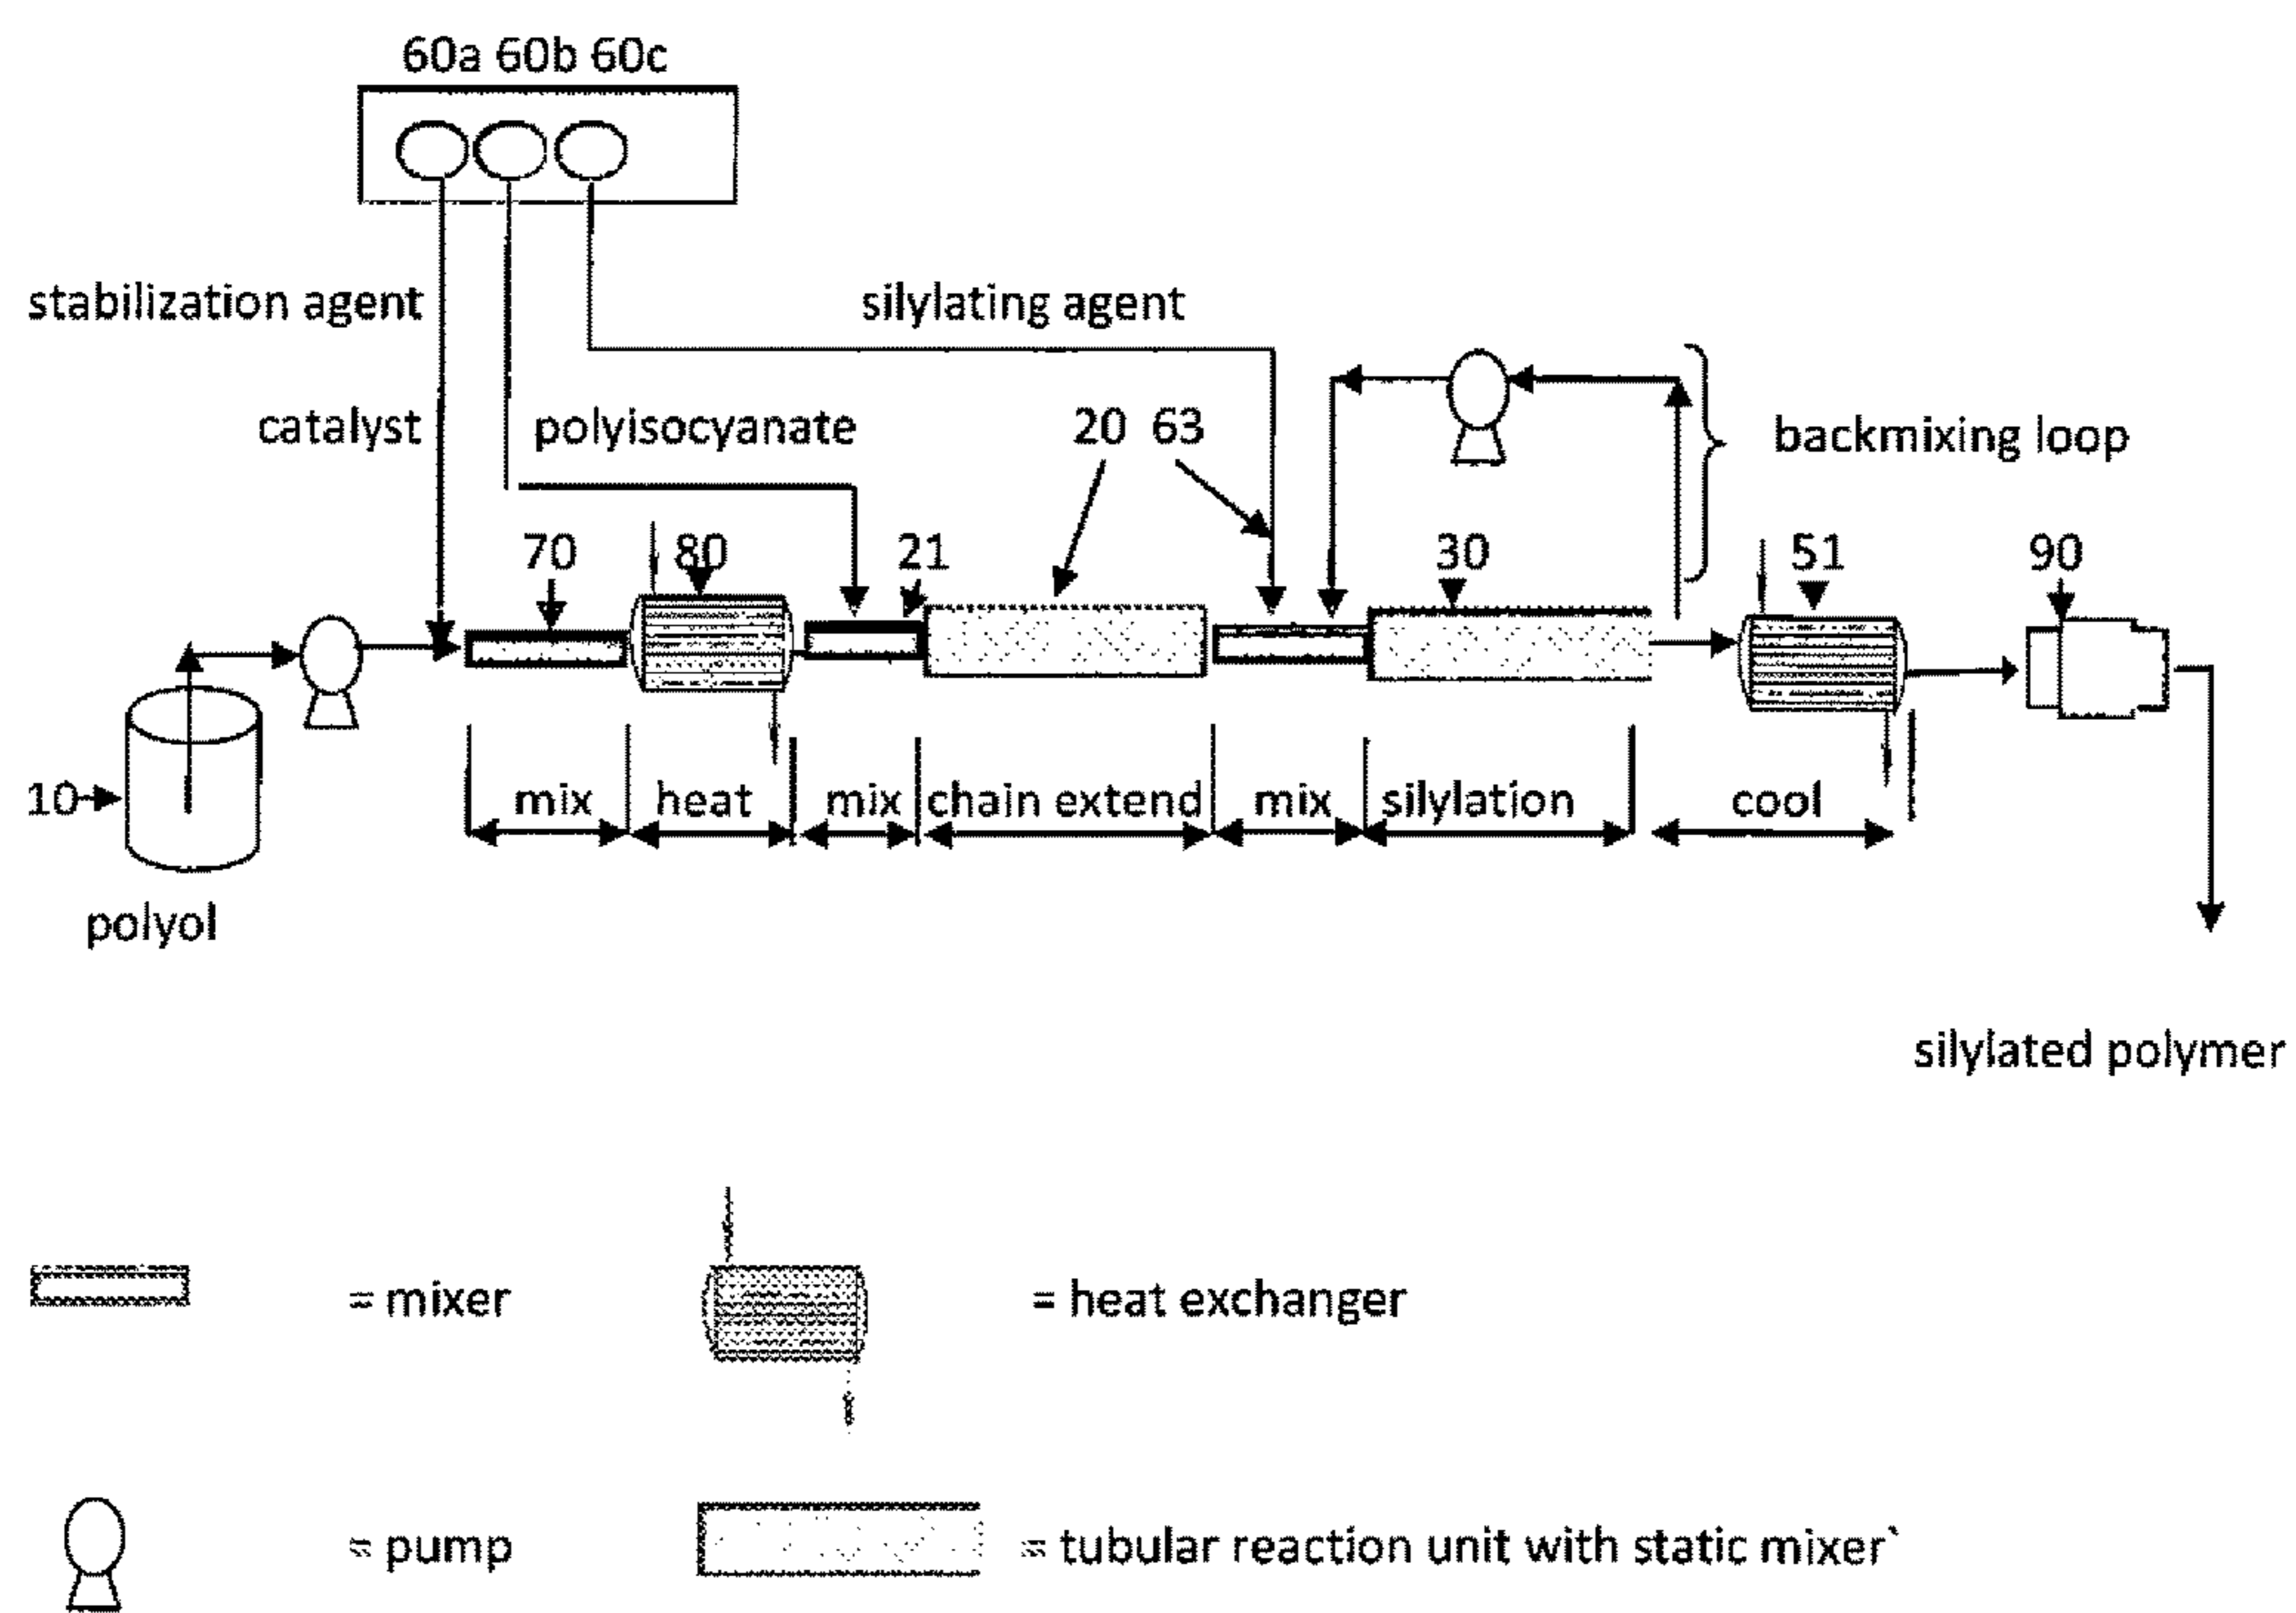 60a 60b 60c
stabilization agent
silylating agent
catalyst
polyisocyanate
20 63
backmixing loop
70
80
21
30
51
90
10
mix
heat
mix
chain extend
mix
silylation
cool
polyol
silylated polymer
= mixer
= heat exchanger
= pump
= tubular reaction unit with static mixer`